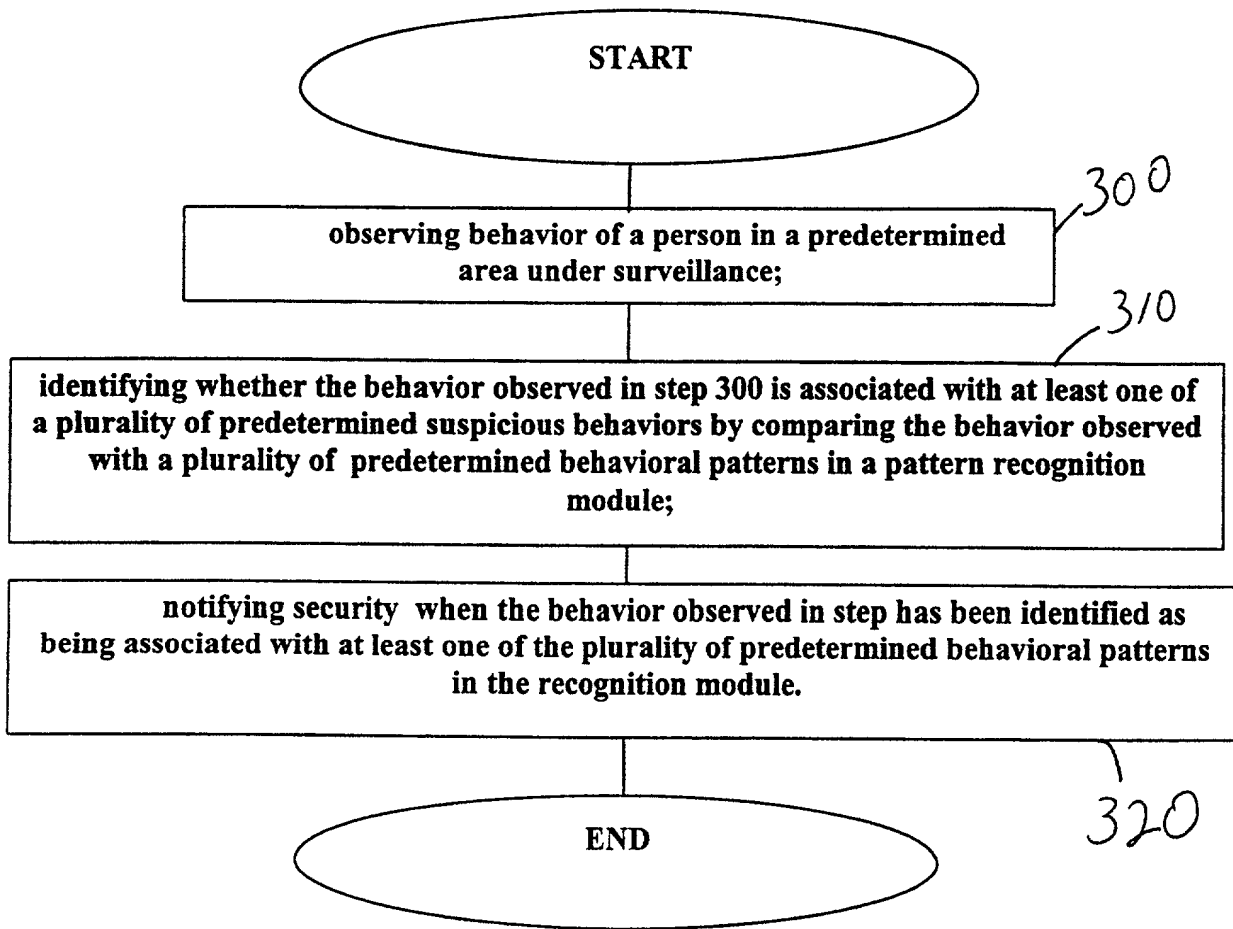 START
300
observing behavior of a person in a predetermined
area under surveillance;
310
identifying whether the behavior observed in step 300 is associated with at least one of
a plurality of predetermined suspicious behaviors by comparing the behavior observed
with a plurality of predetermined behavioral patterns in a pattern recognition
module;
notifying security when the behavior observed in step has been identified as
being associated with at least one of the plurality of predetermined behavioral patterns
in the recognition module.
320
END